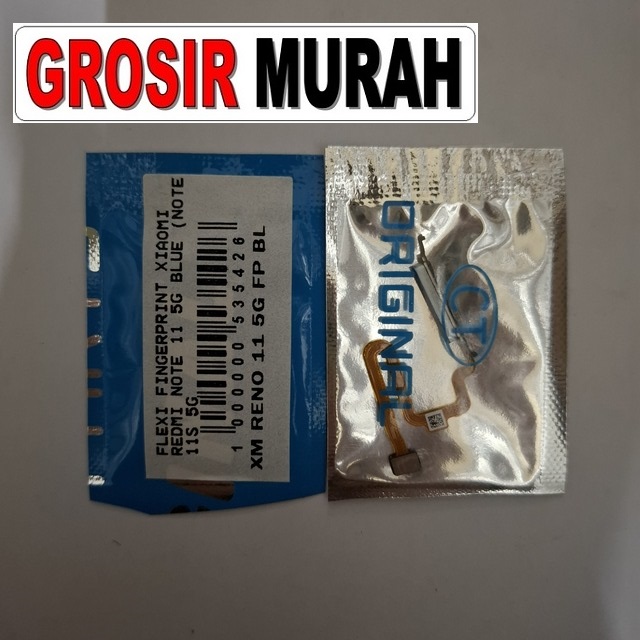 GROSIR MURAH
FLEXI FINGERPRINT XIAOMI
REDMI NOTE 11 5G BLUE (NOTE
11S 5G
1 000000 535426
XM RENO 11 5G FP BL
ORIGINAL
CT